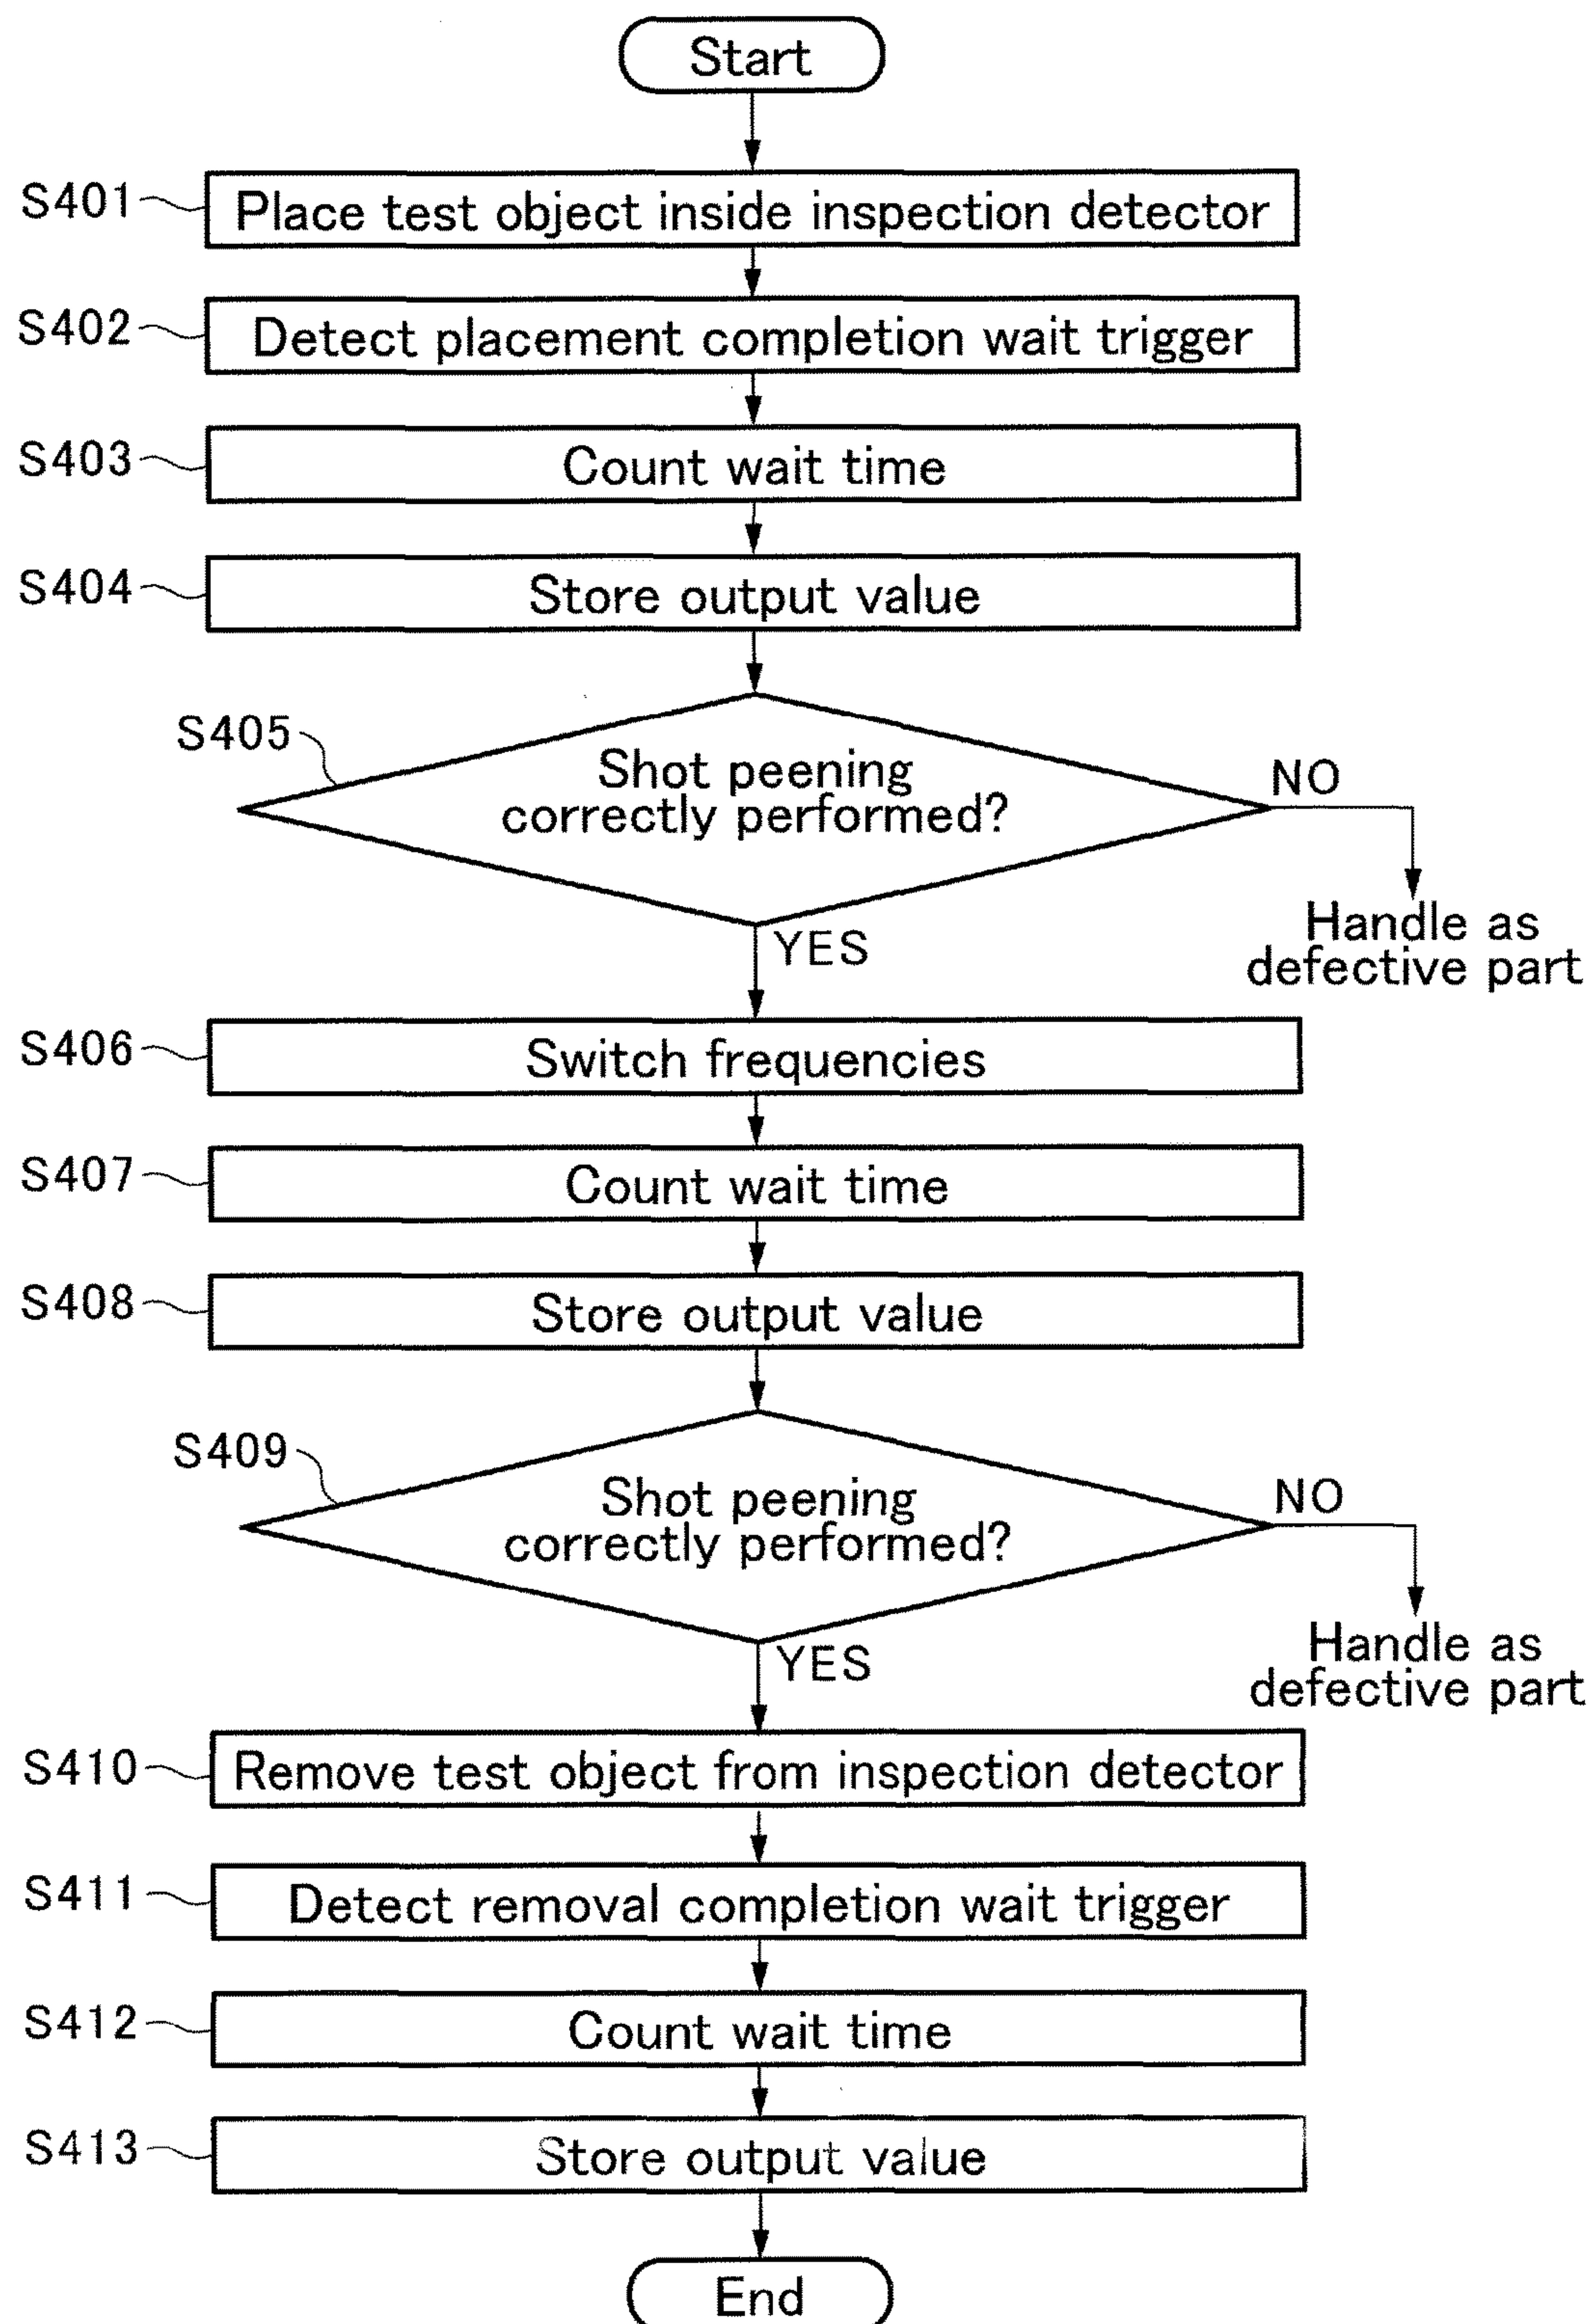 Start
S401
Place test object inside inspection detector
S402
Detect placement completion wait trigger
S403
Count wait time
S404
Store output value
S405
Shot peening
correctly performed?
NO
Handle as
defective part
YES
S406
Switch frequencies
S407
Count wait time
S408
Store output value
S409
Shot peening
correctly performed?
NO
Handle as
defective part
YES
S410
Remove test object from inspection detector
S411
Detect removal completion wait trigger
S412
Count wait time
S413
Store output value
End